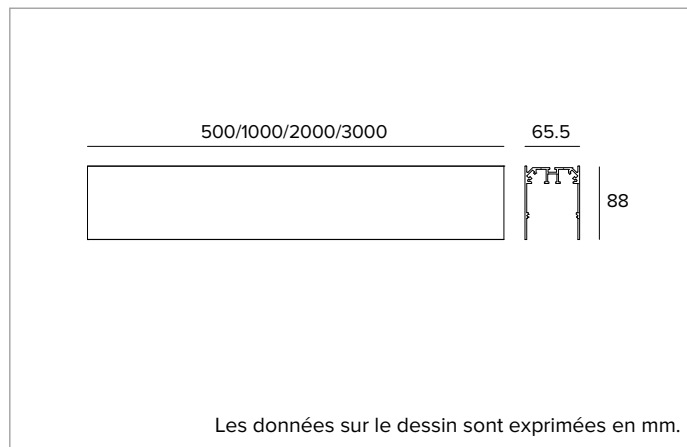 500/1000/2000/3000
65.5
88
Les données sur le dessin sont exprimées en mm.